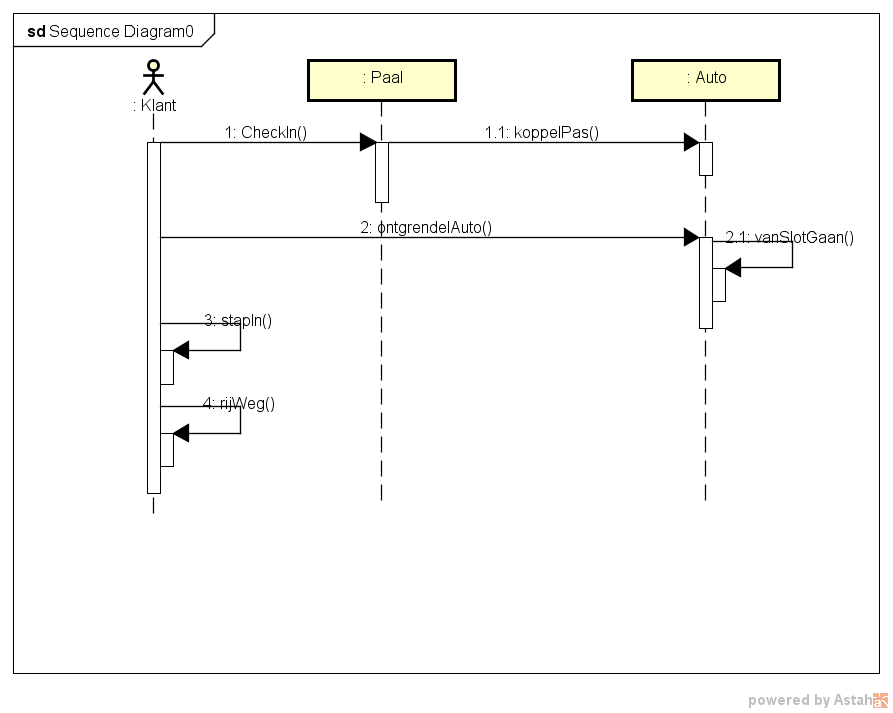 sd Sequence Diagram0
: Klant
: Paal
: Auto
1: CheckIn()
1.1: koppelPas()
2: ontgrendelAuto()
2.1: vanSlotGaan()
3: stapIn()
4: rijWeg()
powered by Astah